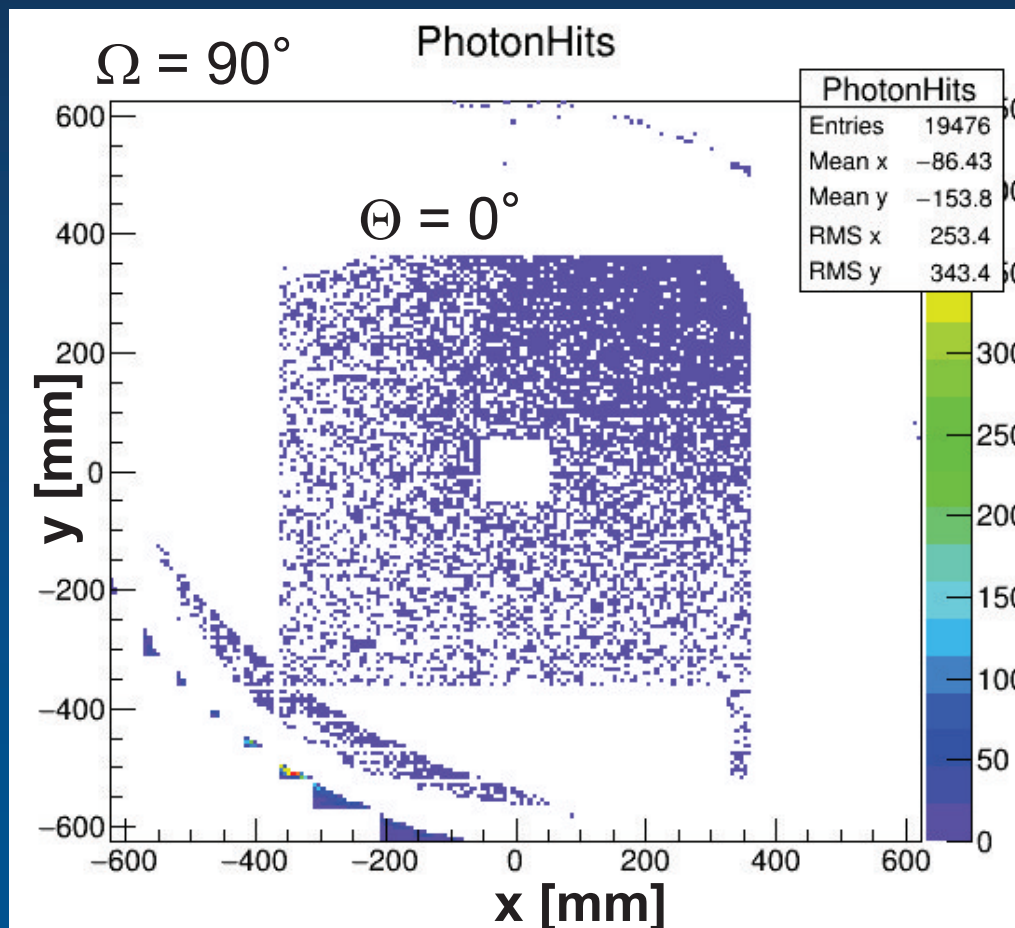 PhotonHits
Ω = 90°
PhotonHits
Entries 19476
Mean x −86.43
Mean y −153.8
RMS x 253.4
RMS y 343.4
Θ = 0°
600
400
200
0
−200
−400
−600
y [mm]
−600 −400 −200 0 200 400 600
x [mm]
300
250
200
150
100
50
0